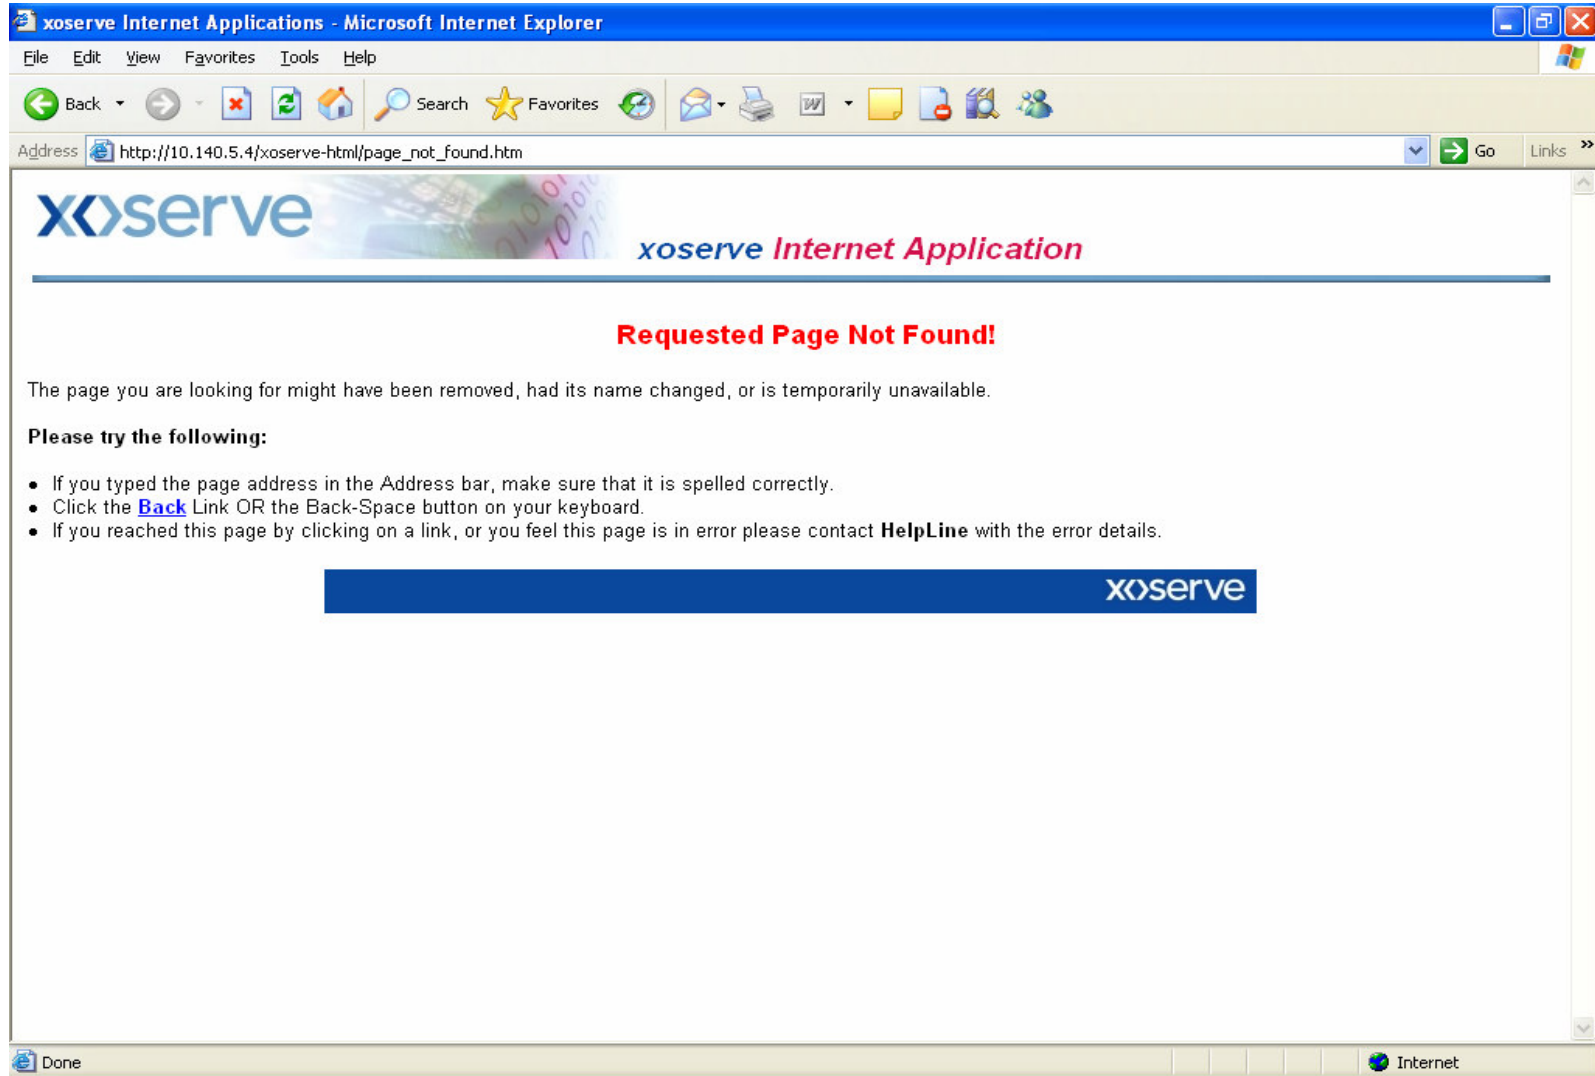 xoserve Internet Applications - Microsoft Internet Explorer
File Edit View Favorites Tools Help
Back Search Favorites
Address http://10.140.5.4/xoserve-html/page_not_found.htm Go Links »
xoserve
xoserve Internet Application
Requested Page Not Found!
The page you are looking for might have been removed, had its name changed, or is temporarily unavailable.
Please try the following:
• If you typed the page address in the Address bar, make sure that it is spelled correctly.
• Click the Back Link OR the Back-Space button on your keyboard.
• If you reached this page by clicking on a link, or you feel this page is in error please contact HelpLine with the error details.
xoserve
Done Internet